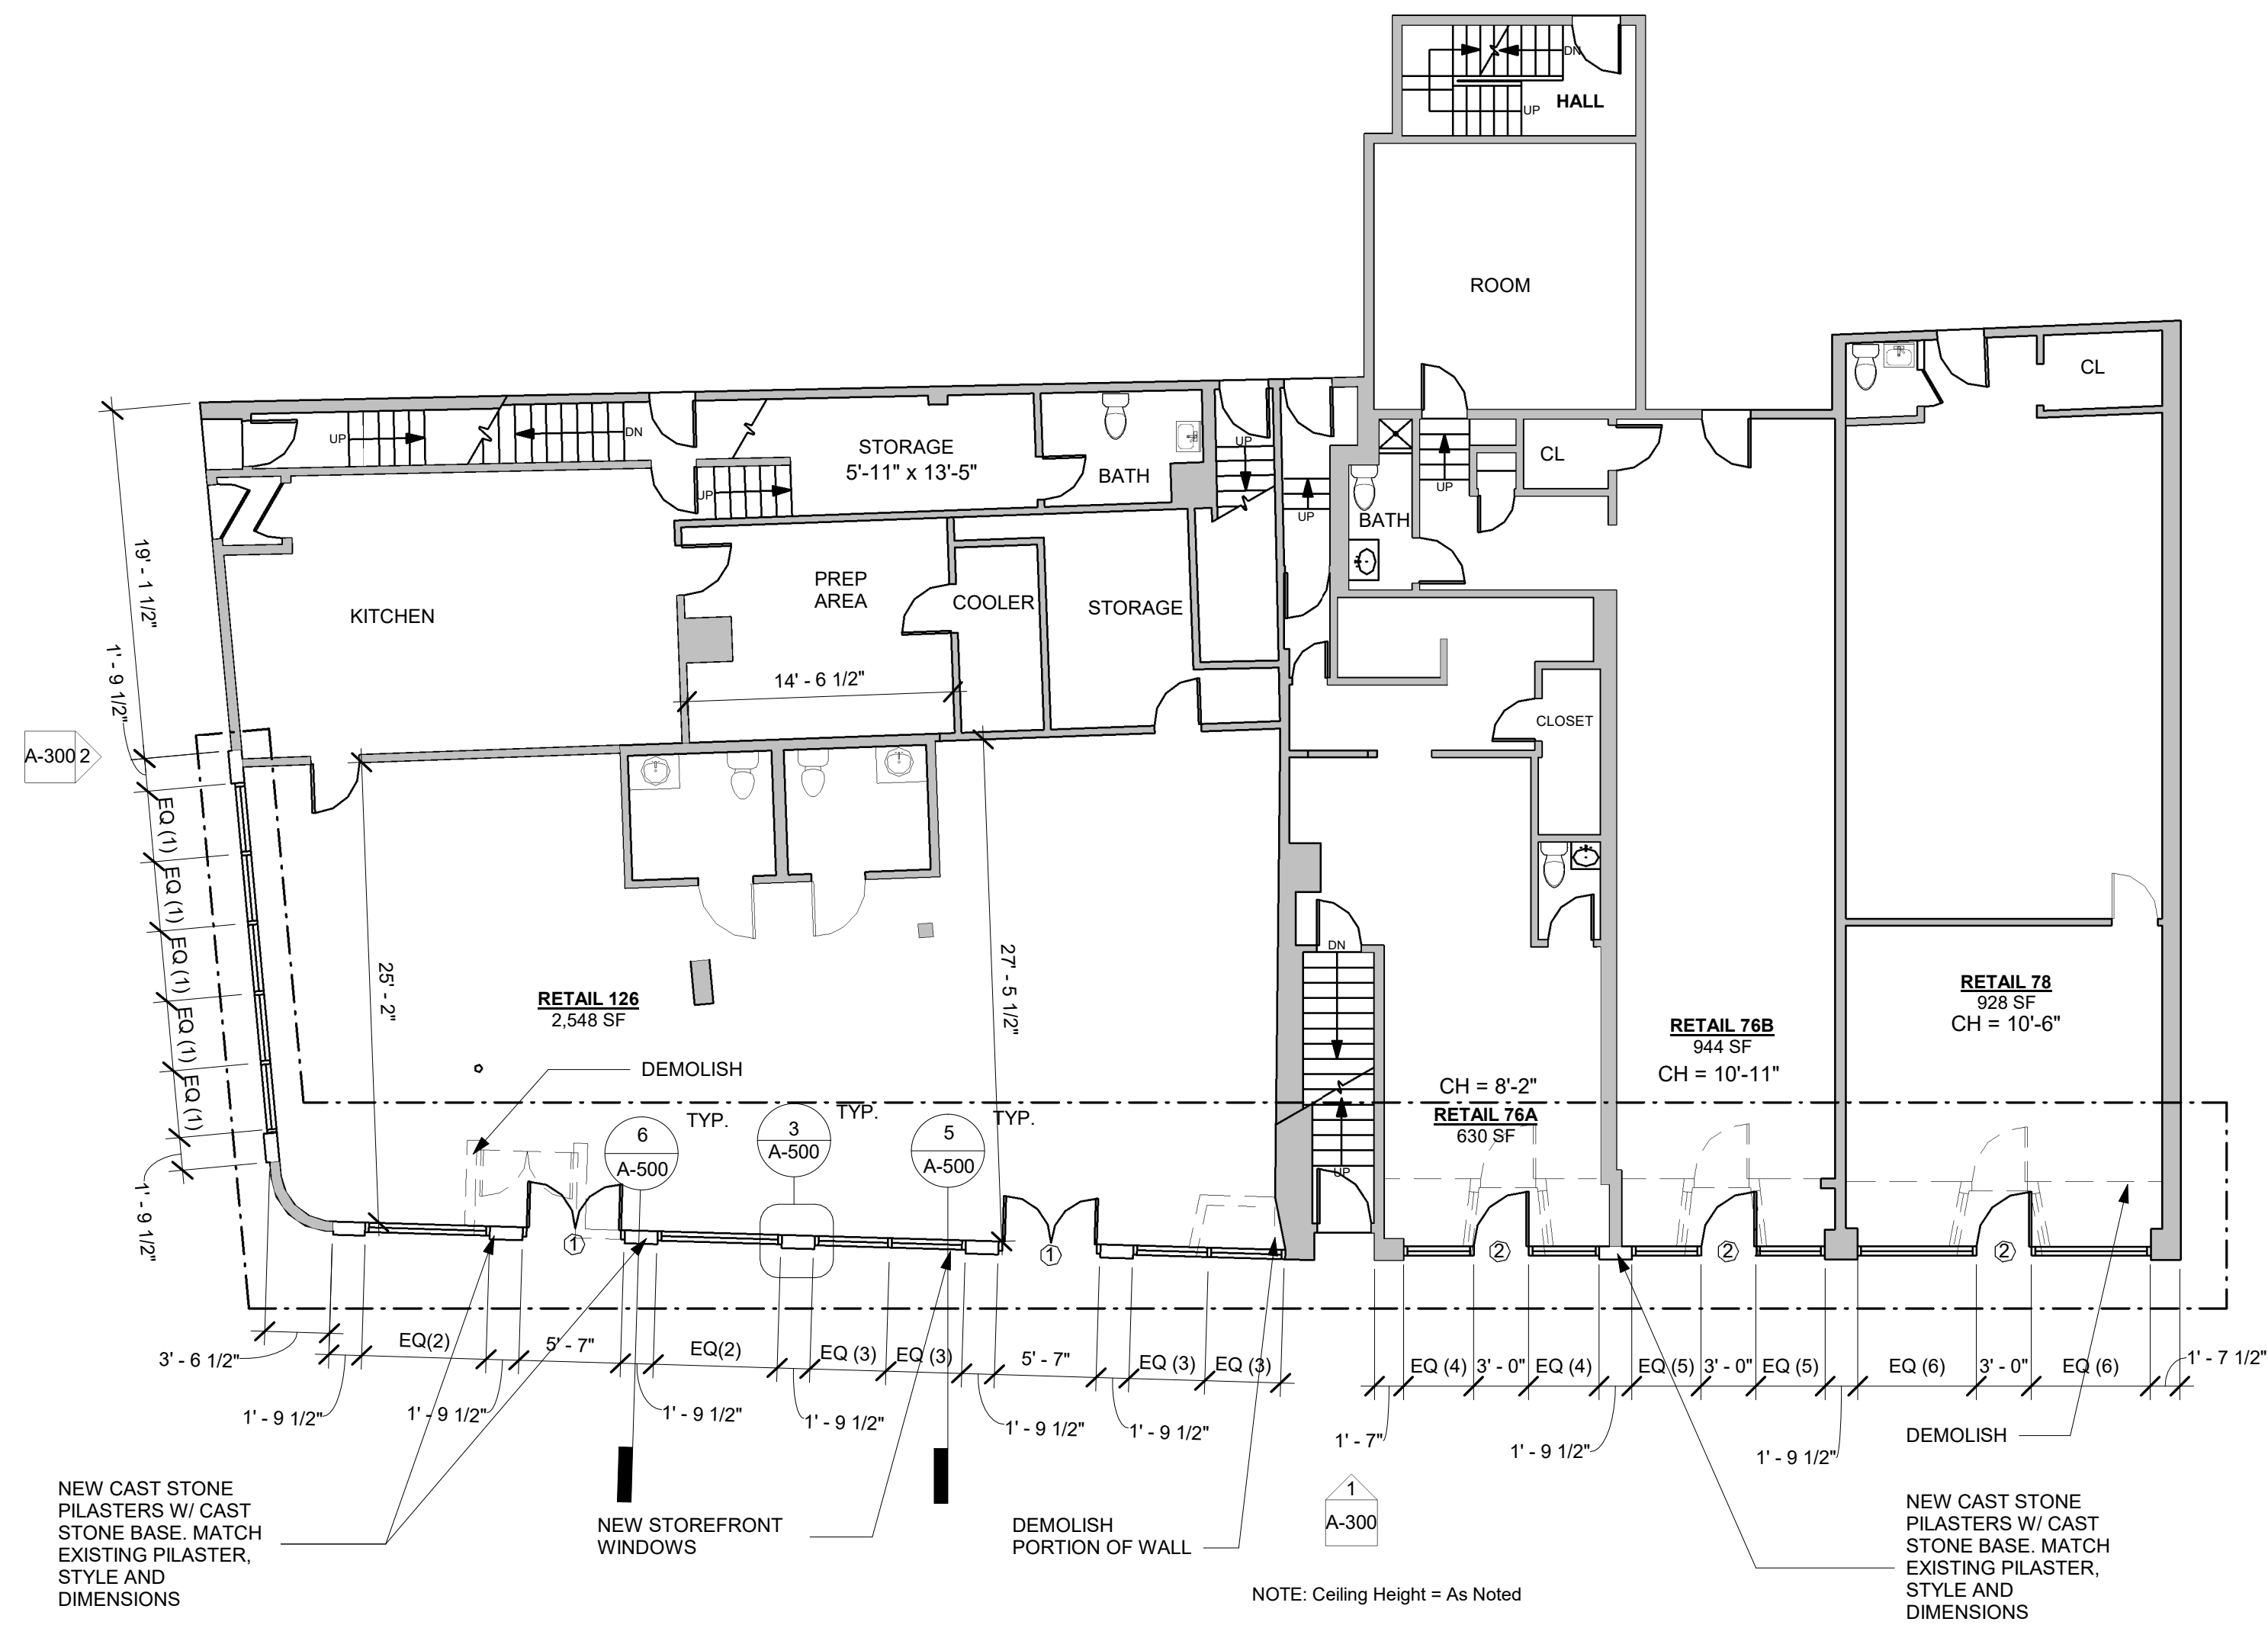 DN
UP
HALL
ROOM
CL
UP
DN
STORAGE
5'-11" x 13'-5"
BATH
UP
UP
UP
UP
CL
BATH
19' - 1 1/2"
KITCHEN
PREP
AREA
COOLER
STORAGE
14' - 6 1/2"
1' - 9 1/2"
A-300 2
CLOSET
EQ (1)
EQ (1)
EQ (1)
EQ (1)
EQ (1)
1' - 9 1/2"
25' - 2"
27' - 5 1/2"
DN
UP
RETAIL 126
2,548 SF
RETAIL 78
928 SF
CH = 10'-6"
RETAIL 76B
944 SF
CH = 10'-11"
CH = 8'-2"
RETAIL 76A
630 SF
DEMOLISH
TYP.
TYP.
TYP.
6
A-500
3
A-500
5
A-500
1
1
2
2
2
3' - 6 1/2"
EQ(2)
5' - 7"
EQ(2)
EQ (3)
EQ (3)
5' - 7"
EQ (3)
EQ (3)
EQ (4)
3' - 0"
EQ (4)
EQ (5)
3' - 0"
EQ (5)
EQ (6)
3' - 0"
EQ (6)
1' - 7 1/2"
1' - 9 1/2"
1' - 9 1/2"
1' - 9 1/2"
1' - 9 1/2"
1' - 9 1/2"
1' - 9 1/2"
1' - 7"
1' - 9 1/2"
1' - 9 1/2"
DEMOLISH
NEW CAST STONE
PILASTERS W/ CAST
STONE BASE. MATCH
EXISTING PILASTER,
STYLE AND
DIMENSIONS
NEW STOREFRONT
WINDOWS
DEMOLISH
PORTION OF WALL
1
A-300
NOTE: Ceiling Height = As Noted
NEW CAST STONE
PILASTERS W/ CAST
STONE BASE. MATCH
EXISTING PILASTER,
STYLE AND
DIMENSIONS